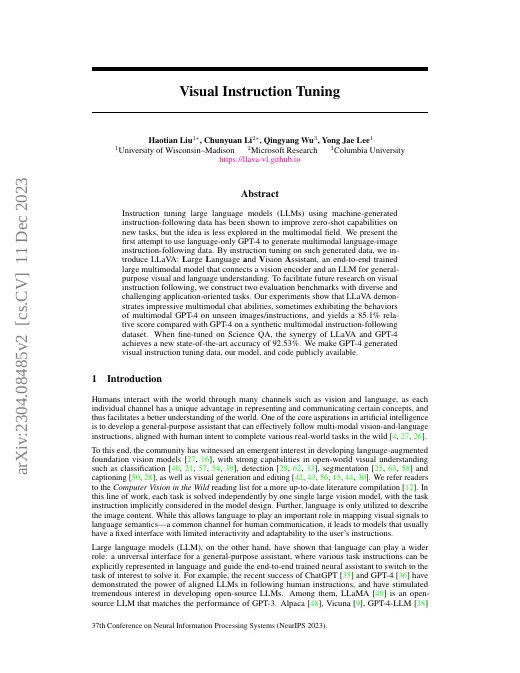 arXiv:2304.08485v2 [cs.CV] 11 Dec 2023
Visual Instruction Tuning
Haotian Liu1*, Chunyuan Li2*, Qingyang Wu3, Yong Jae Lee1
1University of Wisconsin–Madison 2Microsoft Research 3Columbia University
https://llava-vl.github.io
Abstract
Instruction tuning large language models (LLMs) using machine-generated
instruction-following data has been shown to improve zero-shot capabilities on
new tasks, but the idea is less explored in the multimodal field. We present the
first attempt to use language-only GPT-4 to generate multimodal language-image
instruction-following data. By instruction tuning on such generated data, we in-
troduce LLaVA: Large Language and Vision Assistant, an end-to-end trained
large multimodal model that connects a vision encoder and an LLM for general-
purpose visual and language understanding. To facilitate future research on visual
instruction following, we construct two evaluation benchmarks with diverse and
challenging application-oriented tasks. Our experiments show that LLaVA demon-
strates impressive multimodal chat abilities, sometimes exhibiting the behaviors
of multimodal GPT-4 on unseen images/instructions, and yields a 85.1% rela-
tive score compared with GPT-4 on a synthetic multimodal instruction-following
dataset. When fine-tuned on Science QA, the synergy of LLaVA and GPT-4
achieves a new state-of-the-art accuracy of 92.53%. We make GPT-4 generated
visual instruction tuning data, our model, and code publicly available.
1 Introduction
Humans interact with the world through many channels such as vision and language, as each
individual channel has a unique advantage in representing and communicating certain concepts, and
thus facilitates a better understanding of the world. One of the core aspirations in artificial intelligence
is to develop a general-purpose assistant that can effectively follow multi-modal vision-and-language
instructions, aligned with human intent to complete various real-world tasks in the wild [4, 27, 26].
To this end, the community has witnessed an emergent interest in developing language-augmented
foundation vision models [27, 16], with strong capabilities in open-world visual understanding
such as classification [40, 21, 57, 54, 39], detection [29, 62, 33], segmentation [25, 63, 58] and
captioning [50, 28], as well as visual generation and editing [42, 43, 56, 15, 44, 30]. We refer readers
to the Computer Vision in the Wild reading list for a more up-to-date literature compilation [12]. In
this line of work, each task is solved independently by one single large vision model, with the task
instruction implicitly considered in the model design. Further, language is only utilized to describe
the image content. While this allows language to play an important role in mapping visual signals to
language semantics—a common channel for human communication, it leads to models that usually
have a fixed interface with limited interactivity and adaptability to the user's instructions.
Large language models (LLM), on the other hand, have shown that language can play a wider
role: a universal interface for a general-purpose assistant, where various task instructions can be
explicitly represented in language and guide the end-to-end trained neural assistant to switch to the
task of interest to solve it. For example, the recent success of ChatGPT [35] and GPT-4 [36] have
demonstrated the power of aligned LLMs in following human instructions, and have stimulated
tremendous interest in developing open-source LLMs. Among them, LLaMA [49] is an open-
source LLM that matches the performance of GPT-3. Alpaca [48], Vicuna [9], GPT-4-LLM [38]
37th Conference on Neural Information Processing Systems (NeurIPS 2023).